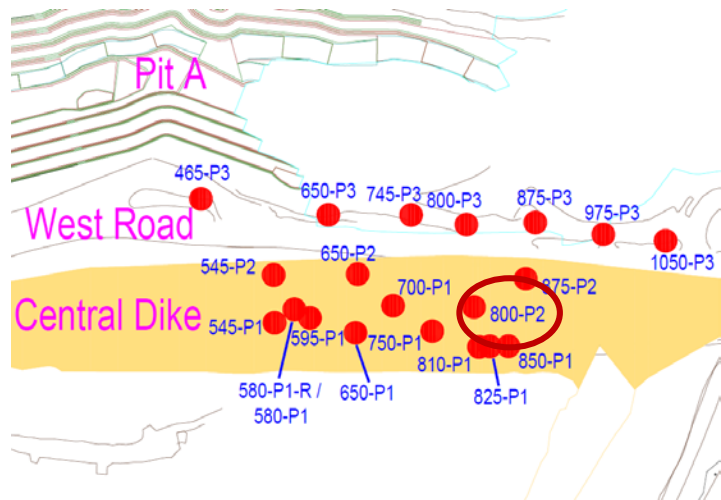 Pit A
465-P3
650-P3
745-P3
800-P3
875-P3
975-P3
1050-P3
West Road
545-P2
650-P2
700-P1
875-P2
800-P2
Central Dike
545-P1
595-P1
750-P1
810-P1
850-P1
580-P1-R /
580-P1
650-P1
825-P1